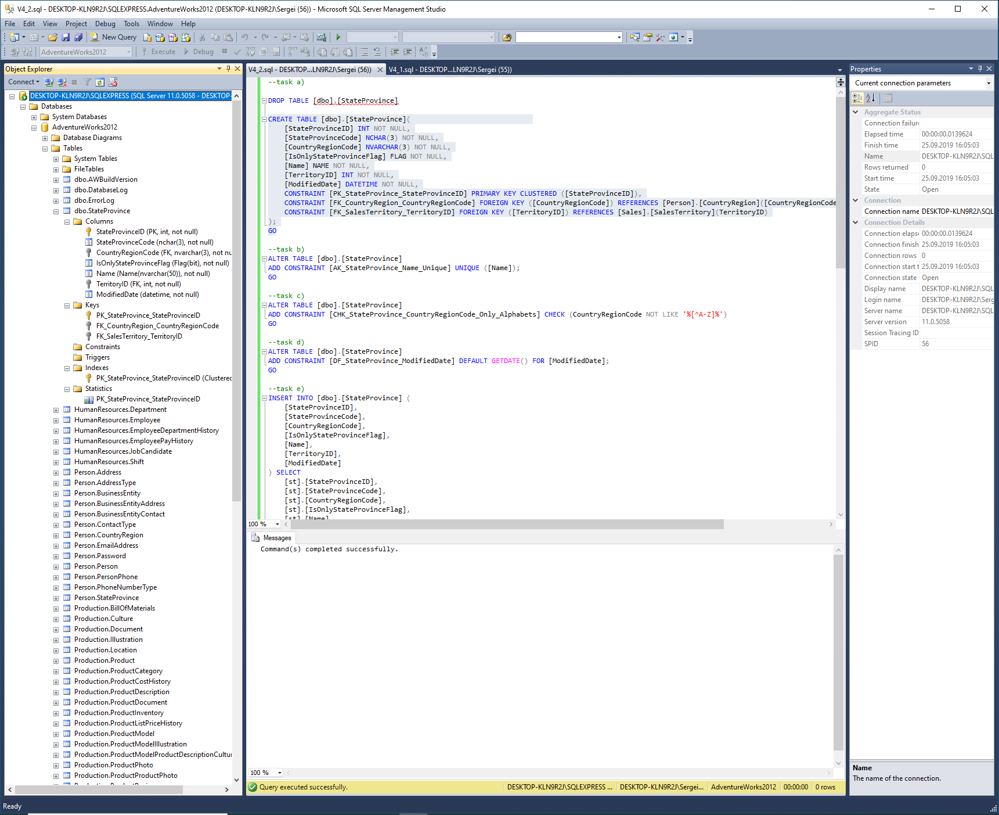 V4_2.sql - DESKTOP-KLN9R2J\SQLEXPRESS.AdventureWorks2012 (DESKTOP-KLN9R2J\Sergei (56)) - Microsoft SQL Server Management Studio
File Edit View Project Debug Tools Window Help
New Query
AdventureWorks2012 Execute Debug
Object Explorer
Connect
DESKTOP-KLN9R2J\SQLEXPRESS (SQL Server 11.0.5058 - DESKTOP-
Databases
System Databases
AdventureWorks2012
Database Diagrams
Tables
System Tables
FileTables
dbo.AWBuildVersion
dbo.DatabaseLog
dbo.ErrorLog
dbo.StateProvince
Columns
StateProvinceID (PK, int, not null)
StateProvinceCode (nchar(3), not null)
CountryRegionCode (FK, nvarchar(3), not nu
IsOnlyStateProvinceFlag (Flag(bit), not null)
Name (Name(nvarchar(50)), not null)
TerritoryID (FK, int, not null)
ModifiedDate (datetime, not null)
Keys
PK_StateProvince_StateProvinceID
FK_CountryRegion_CountryRegionCode
FK_SalesTerritory_TerritoryID
Constraints
Triggers
Indexes
PK_StateProvince_StateProvinceID (Clustered
Statistics
PK_StateProvince_StateProvinceID
HumanResources.Department
HumanResources.Employee
HumanResources.EmployeeDepartmentHistory
HumanResources.EmployeePayHistory
HumanResources.JobCandidate
HumanResources.Shift
Person.Address
Person.AddressType
Person.BusinessEntity
Person.BusinessEntityAddress
Person.BusinessEntityContact
Person.ContactType
Person.CountryRegion
Person.EmailAddress
Person.Password
Person.Person
Person.PersonPhone
Person.PhoneNumberType
Person.StateProvince
Production.BillOfMaterials
Production.Culture
Production.Document
Production.Illustration
Production.Location
Production.Product
Production.ProductCategory
Production.ProductCostHistory
Production.ProductDescription
Production.ProductDocument
Production.ProductInventory
Production.ProductListPriceHistory
Production.ProductModel
Production.ProductModelIllustration
Production.ProductModelProductDescriptionCultur
Production.ProductPhoto
Production.ProductProductPhoto
V4_2.sql - DESKTOP...LN9R2J\Sergei (56)) V4_1.sql - DESKTOP...LN9R2J\Sergei (55))
--task a)
DROP TABLE [dbo].[StateProvince]
CREATE TABLE [dbo].[StateProvince](
[StateProvinceID] INT NOT NULL,
[StateProvinceCode] NCHAR(3) NOT NULL,
[CountryRegionCode] NVARCHAR(3) NOT NULL,
[IsOnlyStateProvinceFlag] FLAG NOT NULL,
[Name] NAME NOT NULL,
[TerritoryID] INT NOT NULL,
[ModifiedDate] DATETIME NOT NULL,
CONSTRAINT [PK_StateProvince_StateProvinceID] PRIMARY KEY CLUSTERED ([StateProvinceID]),
CONSTRAINT [FK_CountryRegion_CountryRegionCode] FOREIGN KEY ([CountryRegionCode]) REFERENCES [Person].[CountryRegion]([CountryRegionCode
CONSTRAINT [FK_SalesTerritory_TerritoryID] FOREIGN KEY ([TerritoryID]) REFERENCES [Sales].[SalesTerritory](TerritoryID)
);
GO
--task b)
ALTER TABLE [dbo].[StateProvince]
ADD CONSTRAINT [AK_StateProvince_Name_Unique] UNIQUE ([Name]);
GO
--task c)
ALTER TABLE [dbo].[StateProvince]
ADD CONSTRAINT [CHK_StateProvince_CountryRegionCode_Only_Alphabets] CHECK (CountryRegionCode NOT LIKE '%[^A-Z]%')
GO
--task d)
ALTER TABLE [dbo].[StateProvince]
ADD CONSTRAINT [DF_StateProvince_ModifiedDate] DEFAULT GETDATE() FOR [ModifiedDate];
GO
--task e)
INSERT INTO [dbo].[StateProvince] (
[StateProvinceID],
[StateProvinceCode],
[CountryRegionCode],
[IsOnlyStateProvinceFlag],
[Name],
[TerritoryID],
[ModifiedDate]
) SELECT
[st].[StateProvinceID],
[st].[StateProvinceCode],
[st].[CountryRegionCode],
[st].[IsOnlyStateProvinceFlag],
[st].[Name]
100 %
Messages
Command(s) completed successfully.
100 %
Query executed successfully. DESKTOP-KLN9R2J\SQLEXPRESS ... DESKTOP-KLN9R2J\Sergei... AdventureWorks2012 00:00:00 0 rows
Properties
Current connection parameters
Aggregate Status
Connection failure
Elapsed time 00:00:00.0139624
Finish time 25.09.2019 16:05:03
Name DESKTOP-KLN9R2J\SQL
Rows returned 0
Start time 25.09.2019 16:05:03
State Open
Connection
Connection name DESKTOP-KLN9R2J\SQL
Connection Details
Connection elaps 00:00:00.0139624
Connection finish 25.09.2019 16:05:03
Connection rows 0
Connection start t 25.09.2019 16:05:03
Connection state Open
Display name DESKTOP-KLN9R2J\SQL
Login name DESKTOP-KLN9R2J\Serg
Server name DESKTOP-KLN9R2J\SQL
Server version 11.0.5058
Session Tracing ID
SPID 56
Name
The name of the connection.
Ready